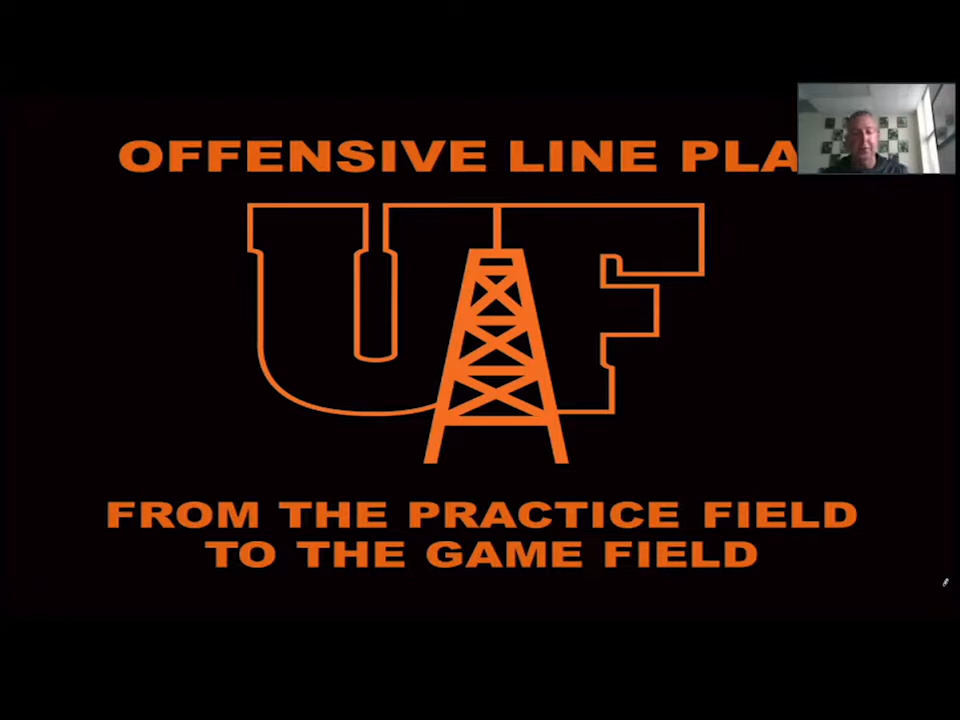 OFFENSIVE LINE PLA
UF
FROM THE PRACTICE FIELD
TO THE GAME FIELD